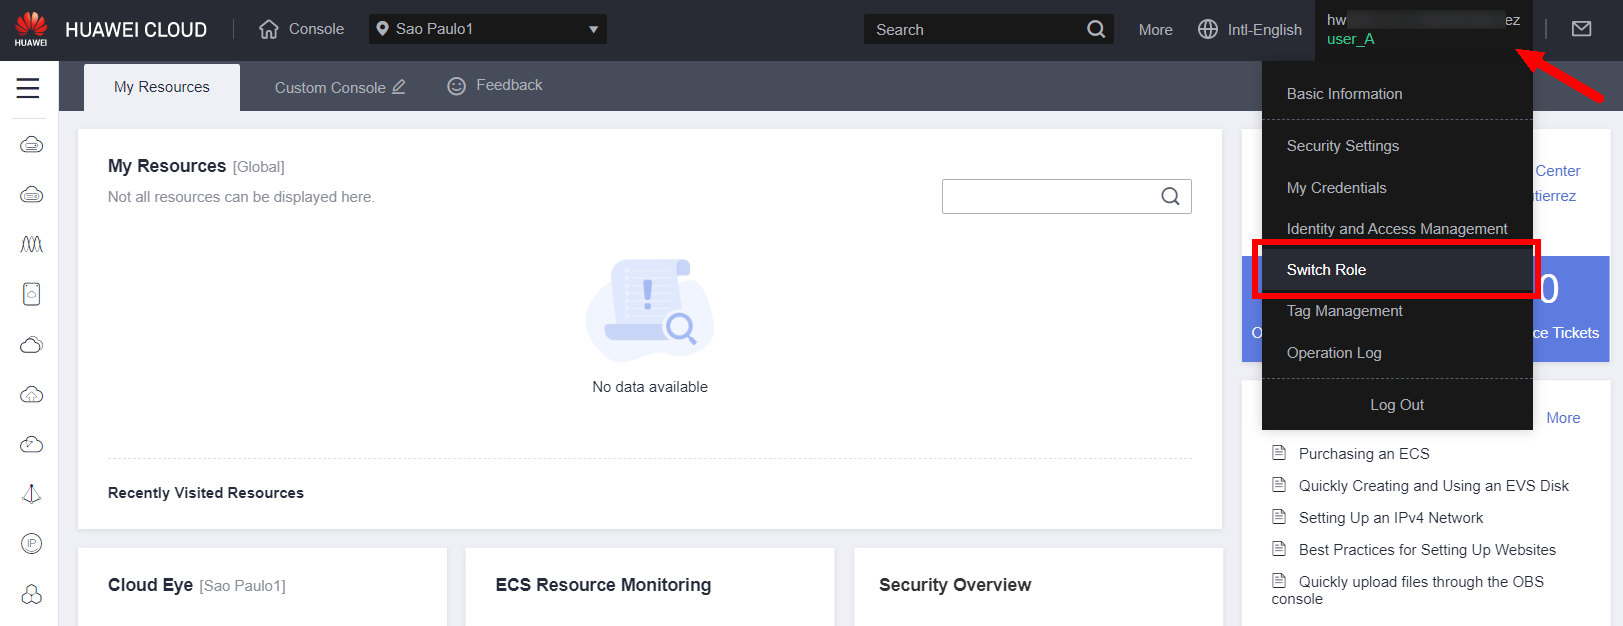 HUAWEI
HUAWEI CLOUD
Console
Sao Paulo1
Search
More
Intl-English
hw ez
user_A
My Resources
Custom Console
Feedback
Basic Information
Security Settings
My Credentials
Identity and Access Management
Switch Role
Tag Management
Operation Log
Log Out
My Resources [Global]
Not all resources can be displayed here.
No data available
Recently Visited Resources
Cloud Eye [Sao Paulo1]
ECS Resource Monitoring
Security Overview
Center
tierrez
0
ce Tickets
More
Purchasing an ECS
Quickly Creating and Using an EVS Disk
Setting Up an IPv4 Network
Best Practices for Setting Up Websites
Quickly upload files through the OBS
console
IP